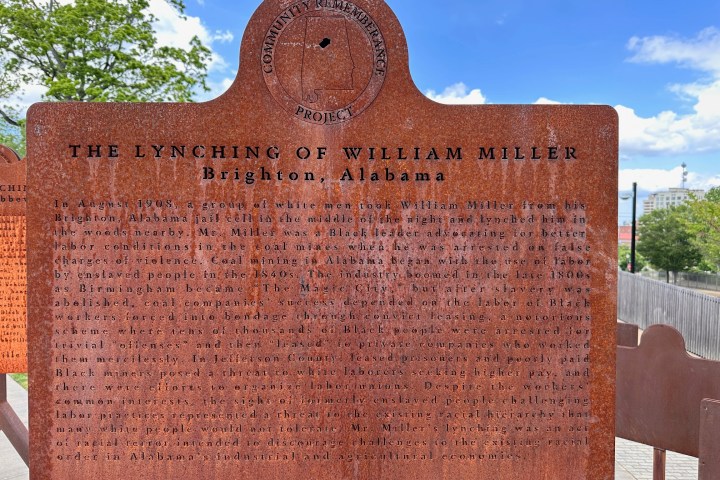 COMMUNITY REMEMBRANCE
PROJECT
THE LYNCHING OF WILLIAM MILLER
Brighton, Alabama
In August 1908, a group of white men took William Miller from his
Brighton, Alabama jail cell in the middle of the night and lynched him in
the woods nearby. Mr. Miller was a Black leader advocating for better
labor conditions in the coal mines when he was arrested on false
charges of violence. Coal mining in Alabama began with the use of labor
by enslaved people in the 1840s. The industry boomed in the late 1800s
as Birmingham became "The Magic City," but after slavery was
abolished, coal companies' success depended on the labor of Black
workers forced into bondage through convict leasing, a notorious
scheme where tens of thousands of Black people were arrested for
trivial "offenses" and then "leased" to private companies who worked
them mercilessly. In Jefferson County, leased prisoners and poorly paid
Black miners posed a threat to white laborers seeking higher pay, and
there were efforts to organize labor unions. Despite the workers'
common interests, the sight of formerly enslaved people challenging
labor practices represented a threat to the existing racial hierarchy that
many white people would not tolerate. Mr. Miller's lynching was an act
of racial terror intended to discourage challenges to the existing racial
order in Alabama's industrial and agricultural economies.